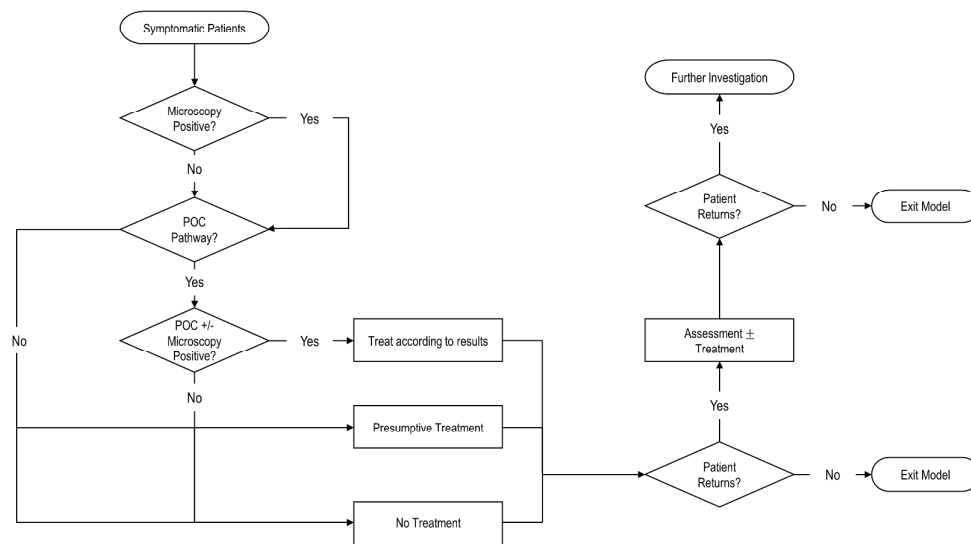 Symptomatic Patients
Further Investigation
Microscopy
Positive?
Yes
Yes
No
Patient
Returns?
No
Exit Model
POC
Pathway?
Yes
No
POC +/-
Microscopy
Positive?
Yes
Treat according to results
Assessment ±
Treatment
No
Yes
Presumptive Treatment
Patient
Returns?
No
Exit Model
No Treatment